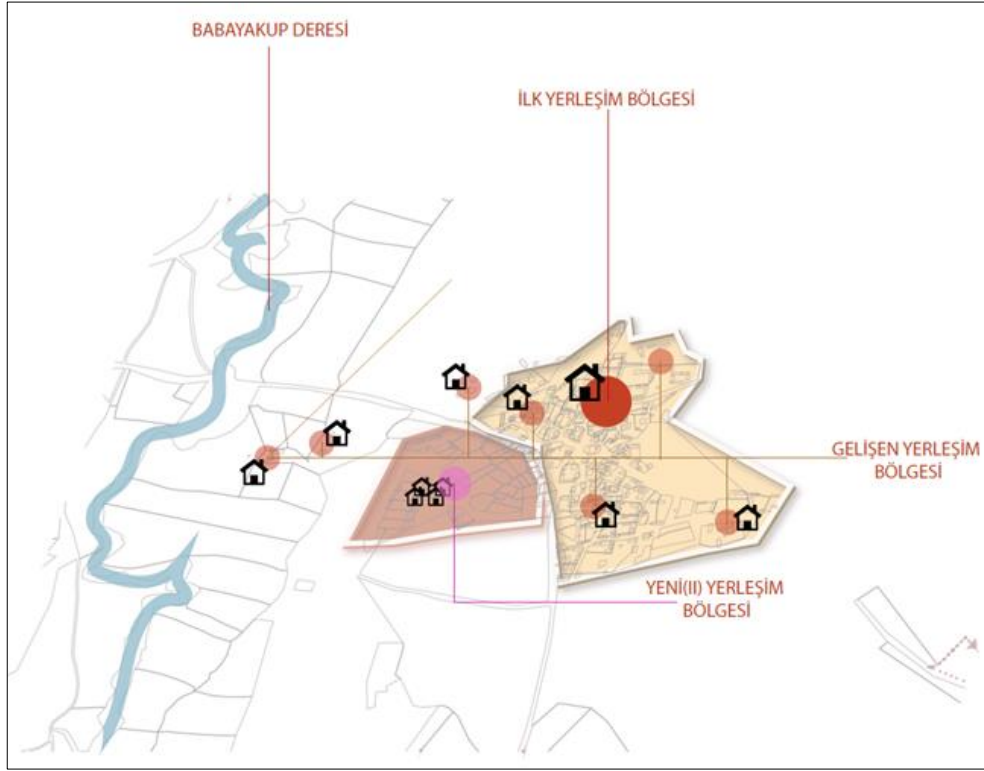 BABAYAKUP DERESİ
İLK YERLEŞİM BÖLGESİ
GELİŞEN YERLEŞİM
BÖLGESİ
YENİ(II) YERLEŞİM
BÖLGESİ